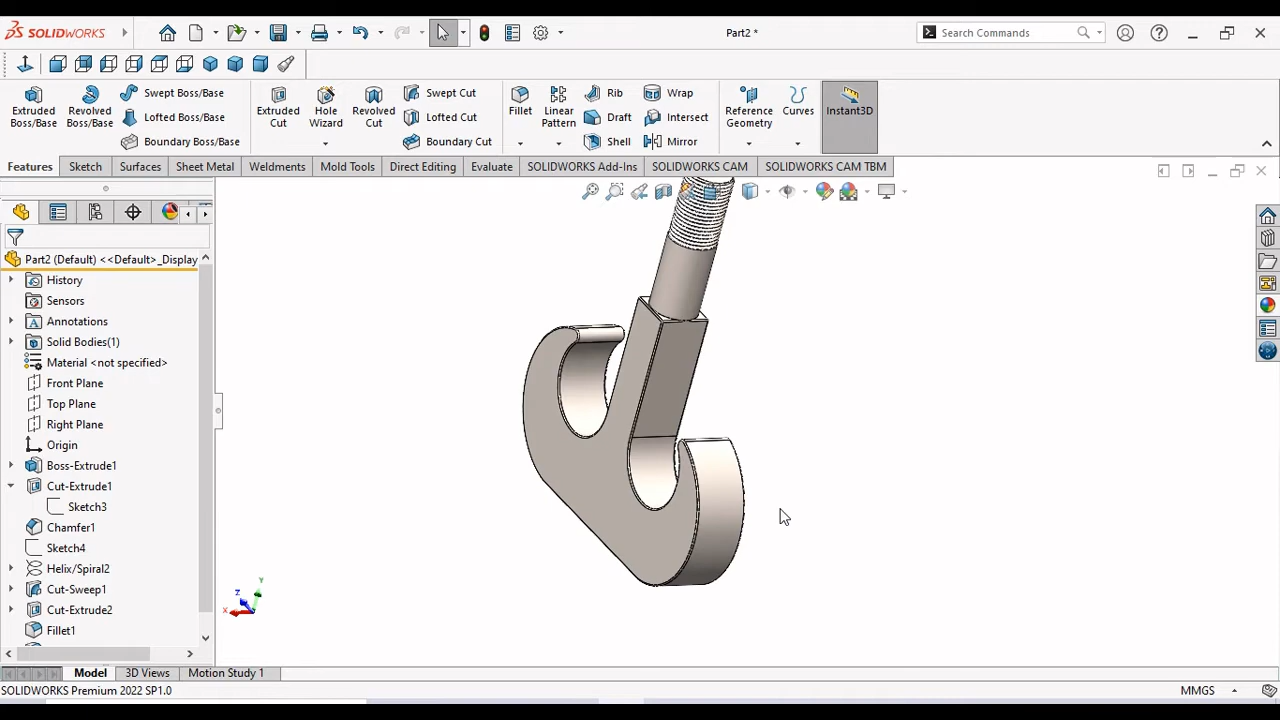 SOLIDWORKS
Part2 *
Search Commands
Extruded Boss/Base
Revolved Boss/Base
Swept Boss/Base
Lofted Boss/Base
Boundary Boss/Base
Extruded Cut
Hole Wizard
Revolved Cut
Swept Cut
Lofted Cut
Boundary Cut
Fillet
Linear Pattern
Rib
Draft
Shell
Wrap
Intersect
Mirror
Reference Geometry
Curves
Instant3D
Features
Sketch
Surfaces
Sheet Metal
Weldments
Mold Tools
Direct Editing
Evaluate
SOLIDWORKS Add-Ins
SOLIDWORKS CAM
SOLIDWORKS CAM TBM
Part2 (Default) <<Default>_Display
History
Sensors
Annotations
Solid Bodies(1)
Material <not specified>
Front Plane
Top Plane
Right Plane
Origin
Boss-Extrude1
Cut-Extrude1
Sketch3
Chamfer1
Sketch4
Helix/Spiral2
Cut-Sweep1
Cut-Extrude2
Fillet1
Y
Z
X
Model
3D Views
Motion Study 1
SOLIDWORKS Premium 2022 SP1.0
MMGS